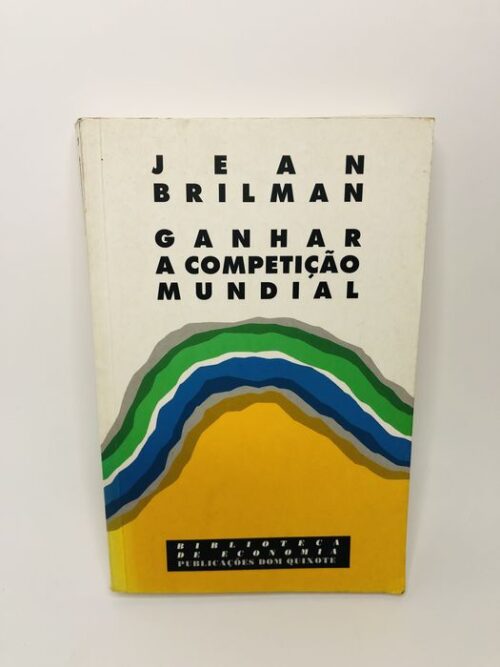 JEAN
BRILMAN
GANHAR
A COMPETIÇÃO
MUNDIAL
BIBLIOTECA
DE ECONOMIA
PUBLICAÇÕES DOM QUIXOTE